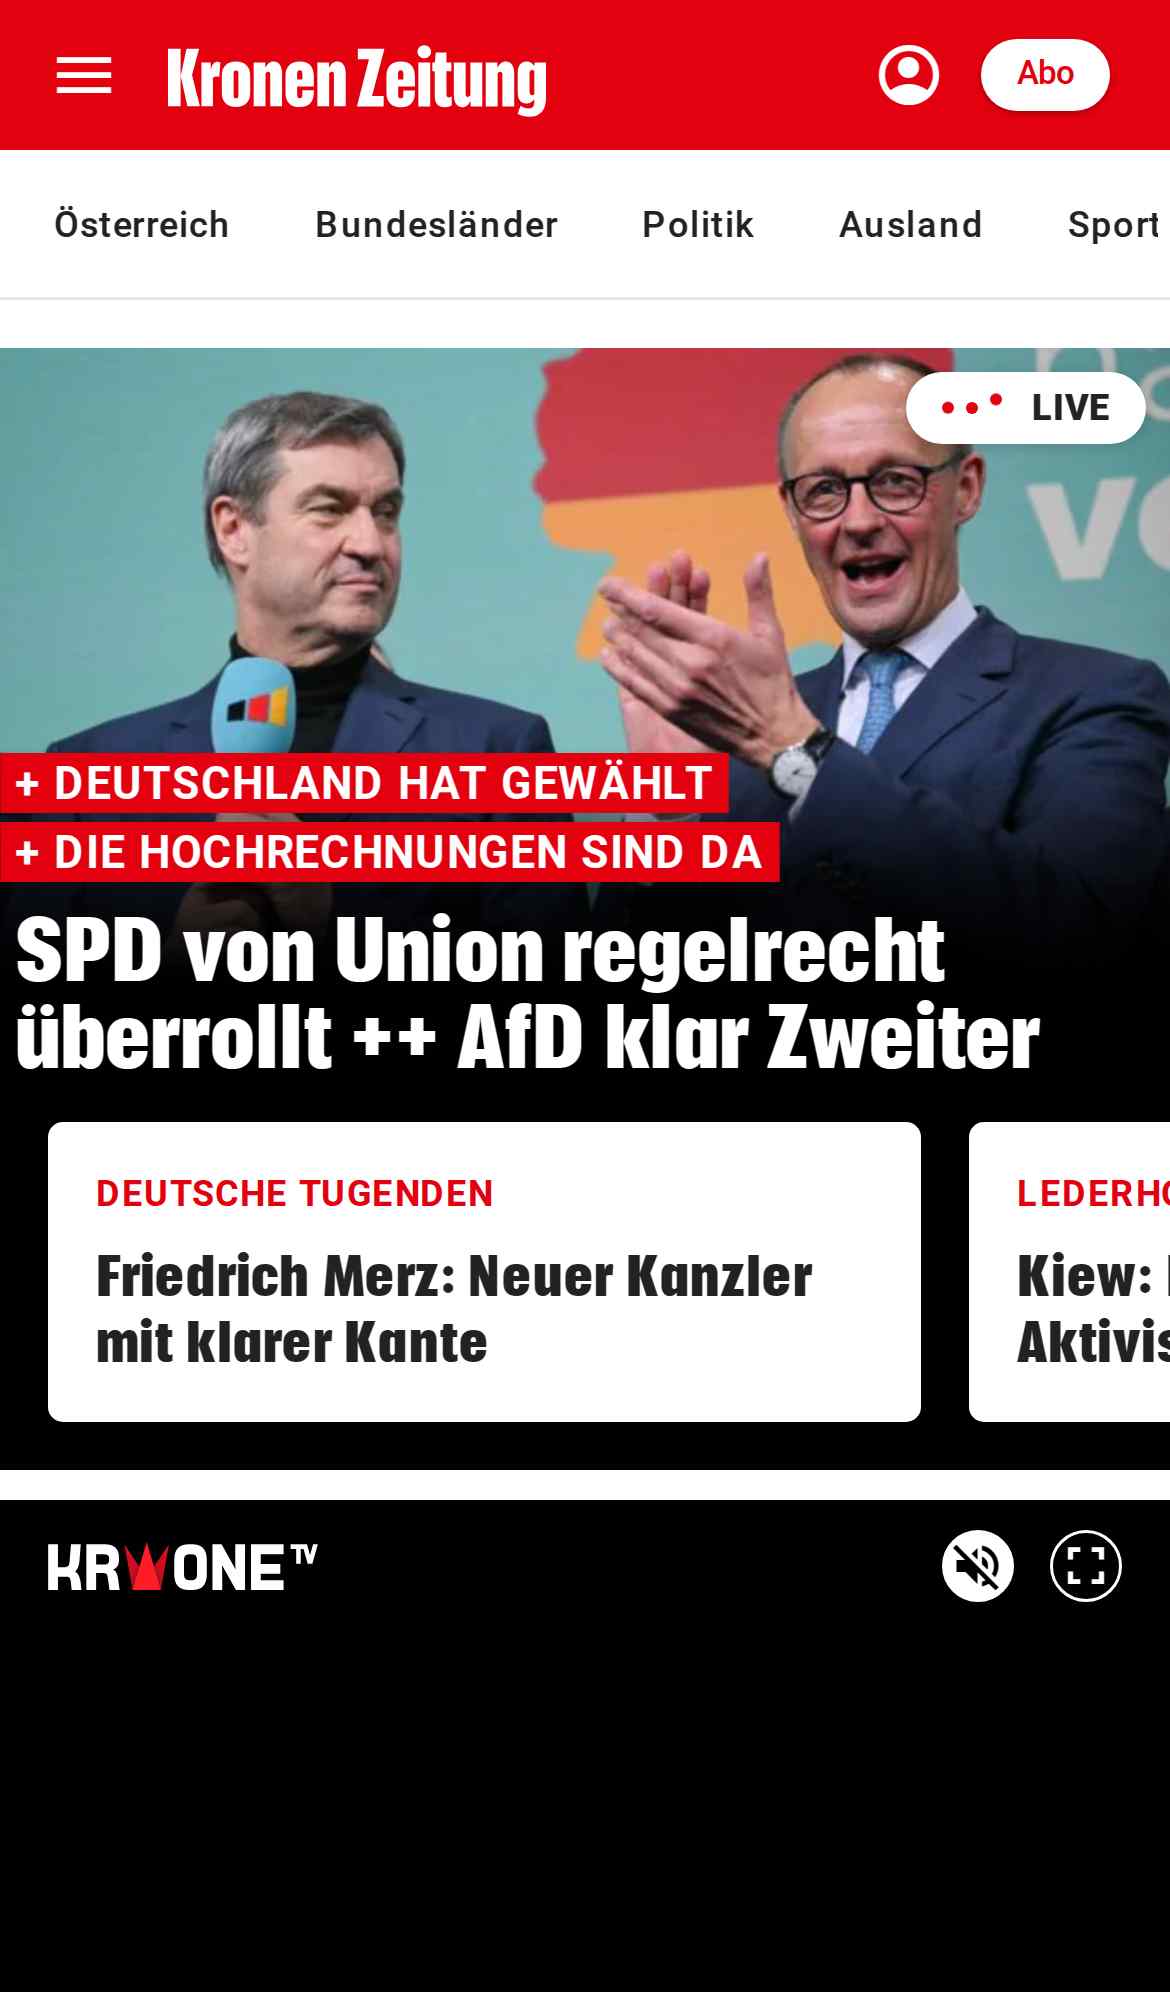 Kronen Zeitung
Abo
Österreich Bundesländer Politik Ausland Sport
LIVE
+ DEUTSCHLAND HAT GEWÄHLT
+ DIE HOCHRECHNUNGEN SIND DA
SPD von Union regelrecht
überrollt ++ AfD klar Zweiter
DEUTSCHE TUGENDEN
Friedrich Merz: Neuer Kanzler
mit klarer Kante
Kiew:
KRONE TV